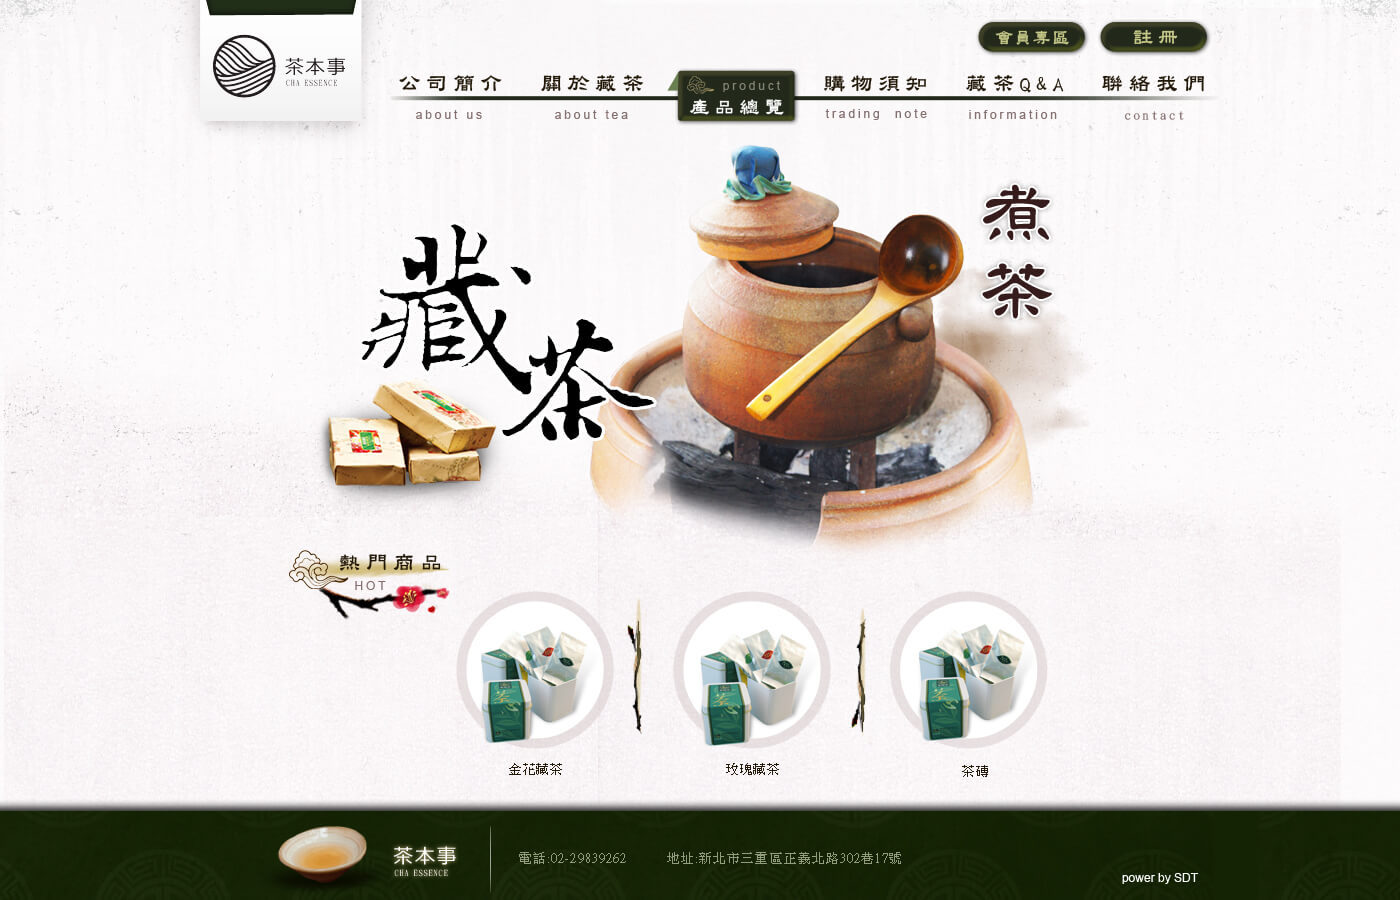 會員專區
註冊
茶本事
CHA ESSENCE
公司簡介
about us
關於藏茶
about tea
product
產品總覽
購物須知
trading note
藏茶Q&A
information
聯絡我們
contact
煮茶
藏茶
熱門商品
HOT
金花藏茶
玫瑰藏茶
茶磚
茶本事
CHA ESSENCE
電話:02-29839262
地址:新北市三重區正義北路302巷17號
power by SDT